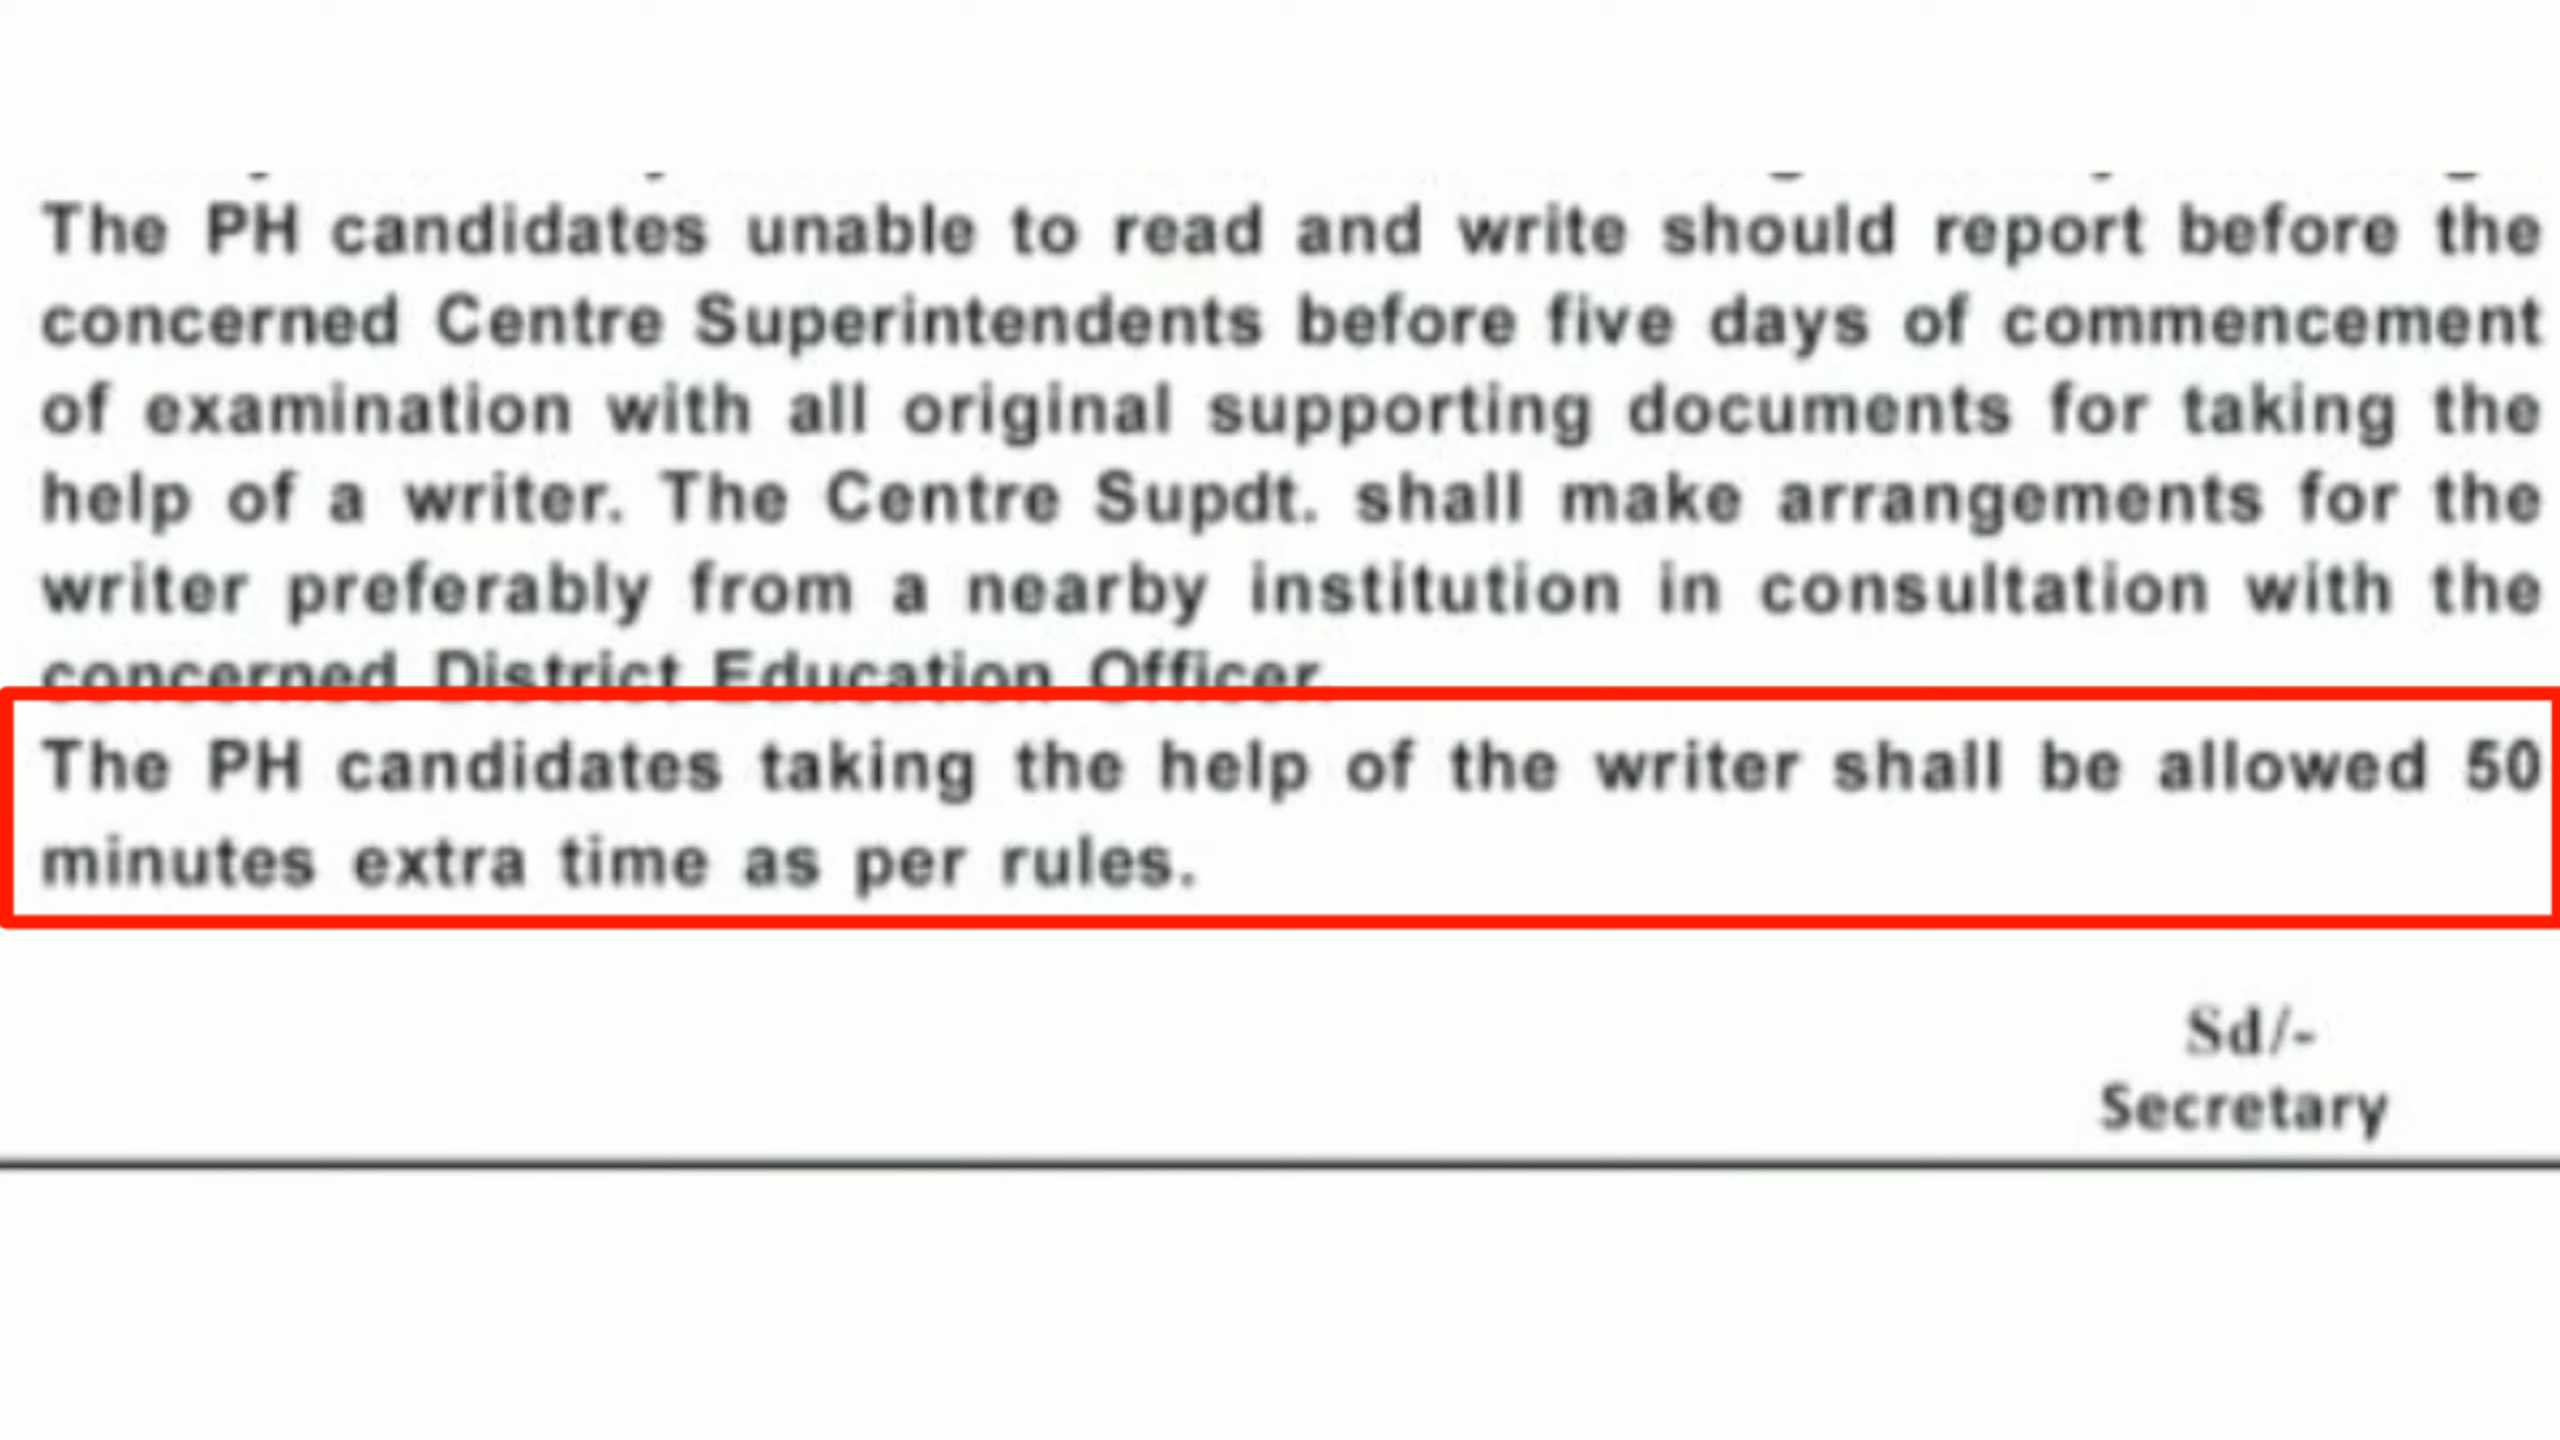 The PH candidates unable to read and write should report before the
concerned Centre Superintendents before five days of commencement
of examination with all original supporting documents for taking the
help of a writer. The Centre Supdt. shall make arrangements for the
writer preferably from a nearby institution in consultation with the
concerned District Education Officer.
The PH candidates taking the help of the writer shall be allowed 50
minutes extra time as per rules.
Sd/-
Secretary